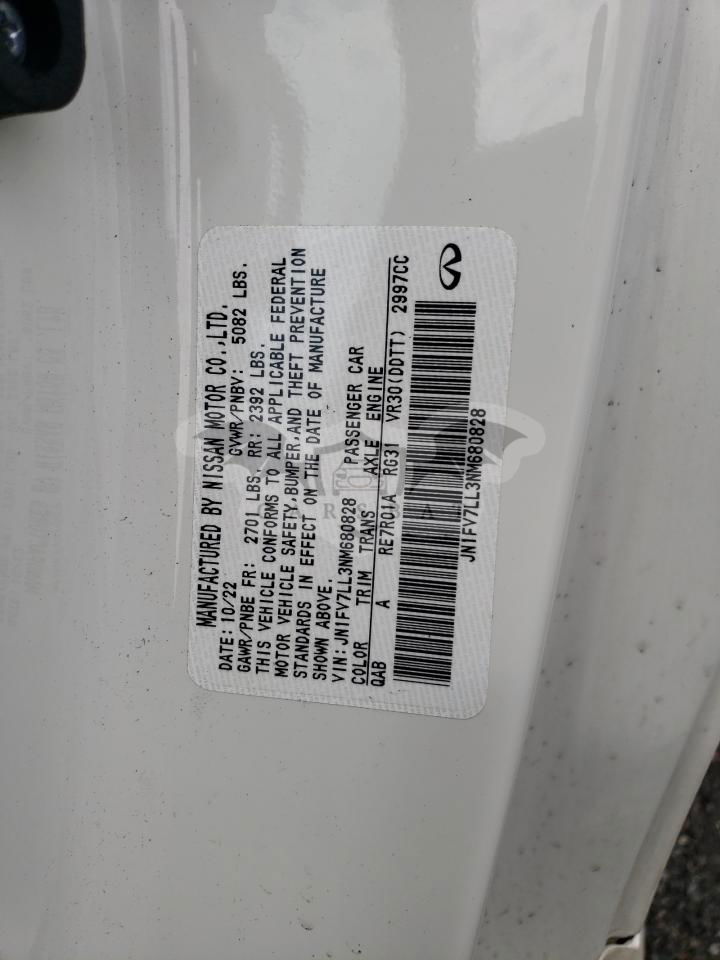 MANUFACTURED BY NISSAN MOTOR CO.,LTD.
DATE: 10/22 GVWR/PNBV: 5082 LBS.
GAWR/PNBE FR: 2701 LBS. RR: 2392 LBS.
THIS VEHICLE CONFORMS TO ALL APPLICABLE FEDERAL
MOTOR VEHICLE SAFETY,BUMPER,AND THEFT PREVENTION
STANDARDS IN EFFECT ON THE DATE OF MANUFACTURE
SHOWN ABOVE.
VIN:JN1FV7LL3NM680828 PASSENGER CAR
COLOR TRIM TRANS AXLE ENGINE
QAB A RE7R01A RG31 VR30(DDTT) 2997CC
JN1FV7LL3NM680828